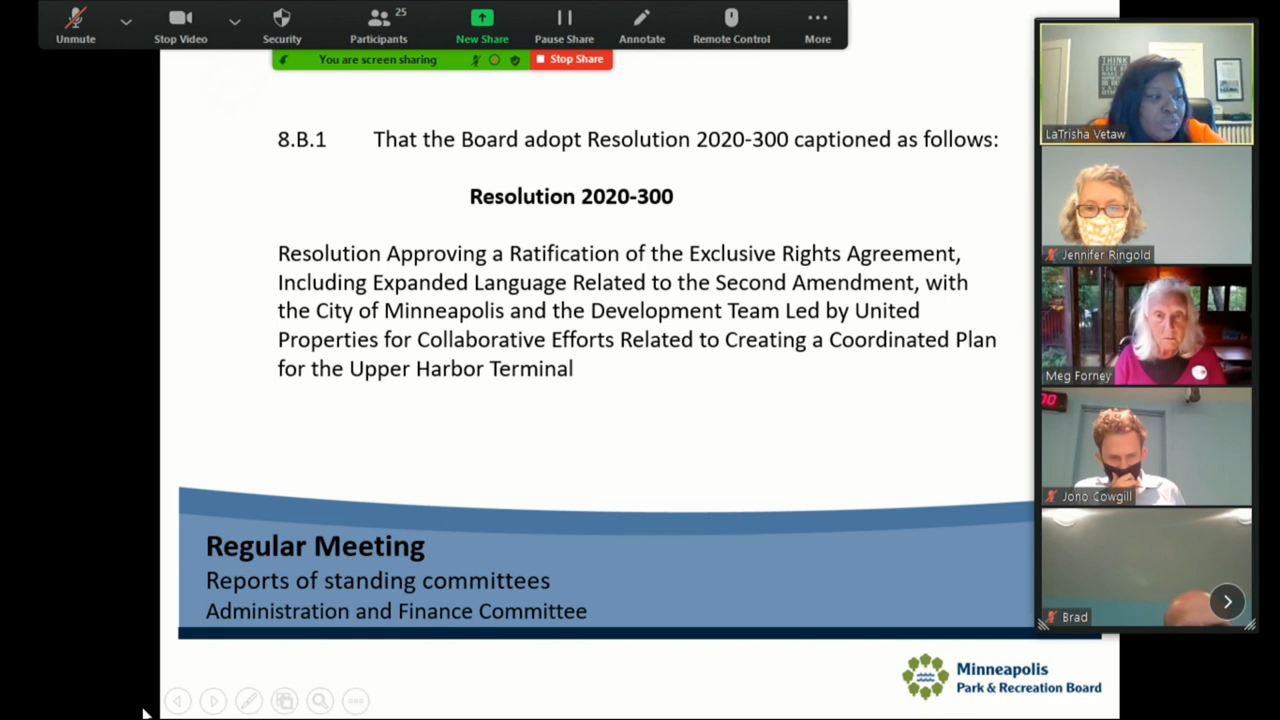 25
Unmute
Stop Video
Security
Participants
New Share
Pause Share
Annotate
Remote Control
More
You are screen sharing
Stop Share
8.B.1 That the Board adopt Resolution 2020-300 captioned as follows:
Resolution 2020-300
Resolution Approving a Ratification of the Exclusive Rights Agreement,
Including Expanded Language Related to the Second Amendment, with
the City of Minneapolis and the Development Team Led by United
Properties for Collaborative Efforts Related to Creating a Coordinated Plan
for the Upper Harbor Terminal
Regular Meeting
Reports of standing committees
Administration and Finance Committee
Minneapolis
Park & Recreation Board
THINK
LaTrisha Vetaw
Jennifer Ringold
Meg Forney
Jono Cowgill
Brad